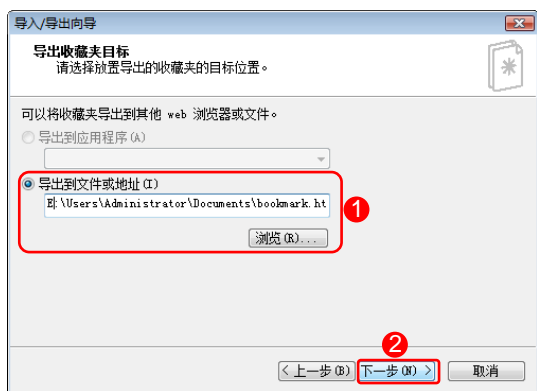 导入/导出向导
导出收藏夹目标
请选择放置导出的收藏夹的目标位置。
可以将收藏夹导出到其他 web 浏览器或文件。
导出到应用程序(A)
导出到文件或地址(I)
E:\Users\Administrator\Documents\bookmark.ht
1
浏览(R)...
2
< 上一步(B) 下一步(N) > 取消